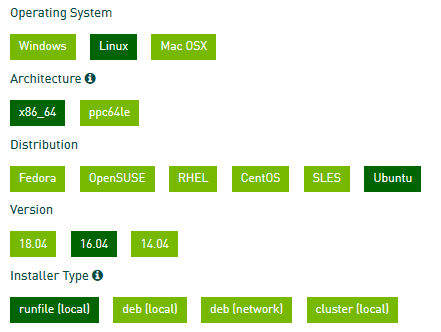 Operating System
Windows Linux Mac OSX
Architecture
x86_64 ppc64le
Distribution
Fedora OpenSUSE RHEL CentOS SLES Ubuntu
Version
18.04 16.04 14.04
Installer Type
runfile (local) deb (local) deb (network) cluster (local)